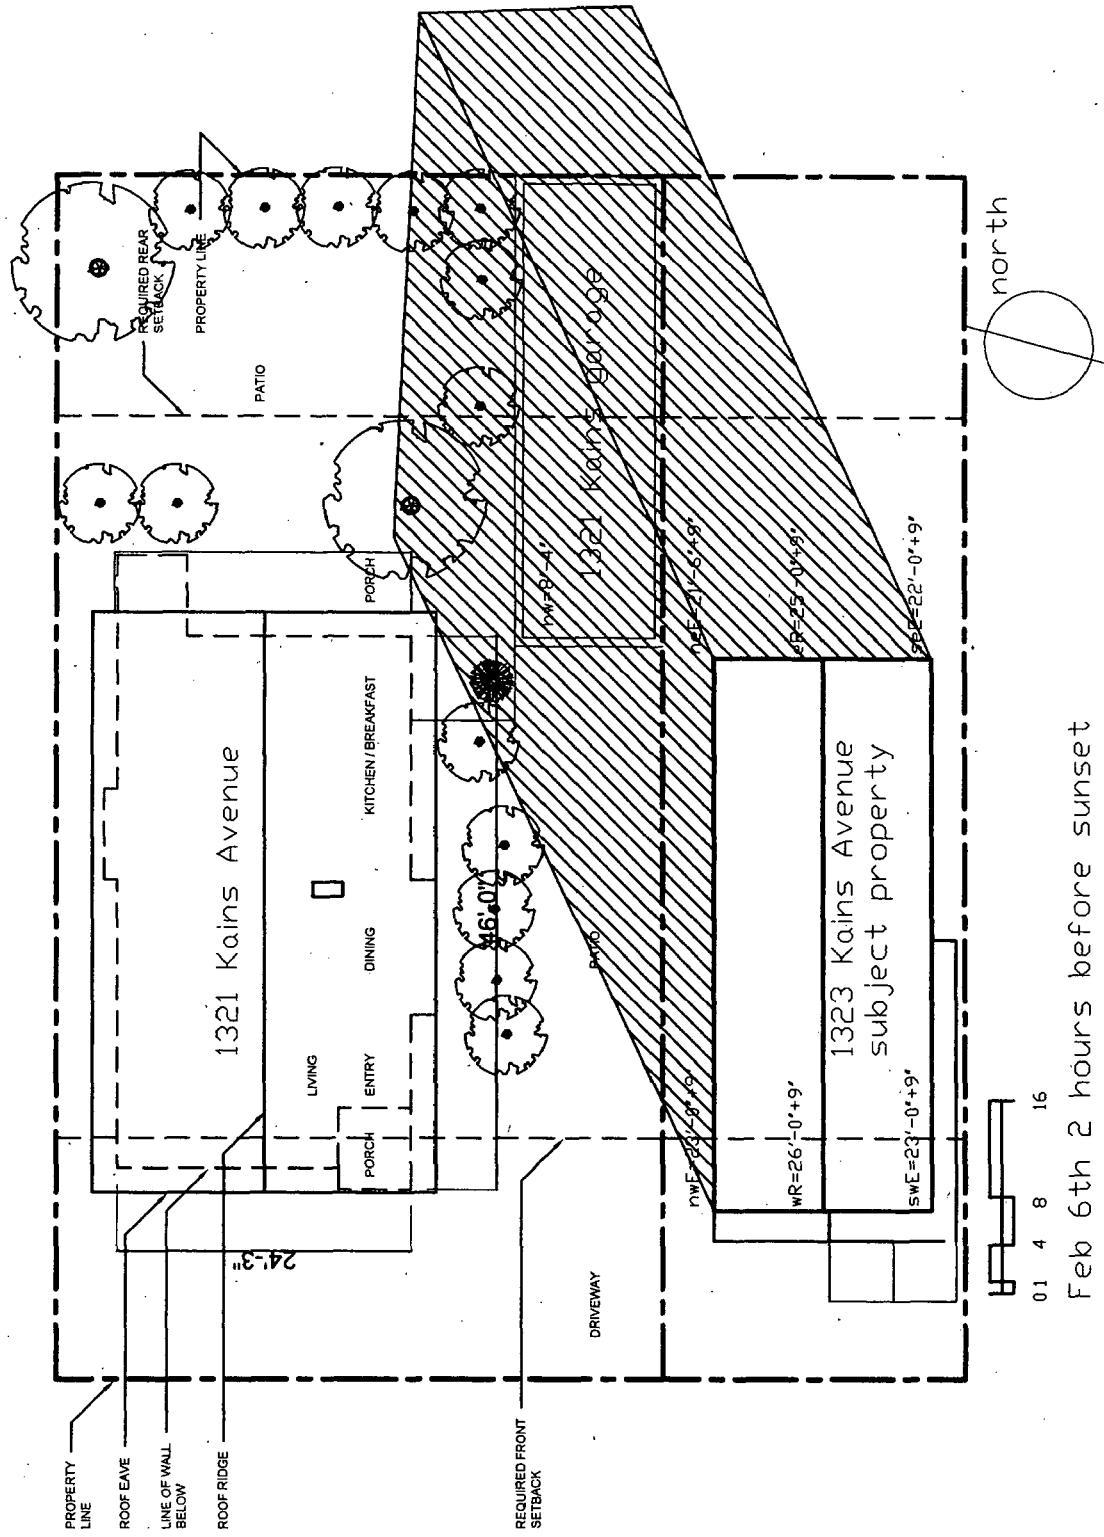 PROPERTY
LINE
ROOF EAVE
LINE OF WALL
BELOW
ROOF RIDGE
REQUIRED FRONT
SETBACK
REQUIRED REAR
SETBACK
PROPERTY LINE
PATIO
1321 Kains Avenue
LIVING
PORCH
ENTRY
DINING
KITCHEN / BREAKFAST
PORCH
24'-3"
46'-0"
DRIVEWAY
PATIO
hw=8'-4"
1321 Kains garage
nwE=23'-0"+9"
neE=21'-6"+9"
wR=26'-0"+9"
eR=25'-0"+9"
swE=23'-0"+9"
seE=22'-0"+9"
1323 Kains Avenue
subject property
north
0 1 4 8 16
Feb 6th 2 hours before sunset